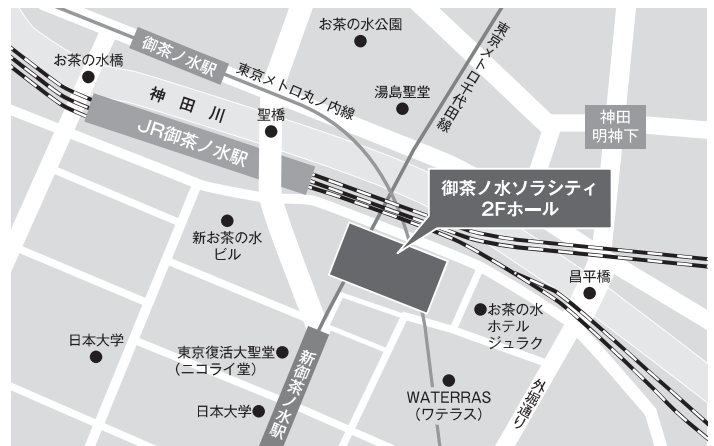 お茶の水公園
御茶ノ水駅
お茶の水橋
東京メトロ丸ノ内線
東京メトロ千代田線
湯島聖堂
神田川
聖橋
神田
明神下
JR御茶ノ水駅
御茶ノ水ソラシティ
2Fホール
新お茶の水
ビル
昌平橋
お茶の水
ホテル
ジュラク
日本大学
東京復活大聖堂
（ニコライ堂）
新御茶ノ水駅
WATERRAS
（ワテラス）
外堀通り
日本大学